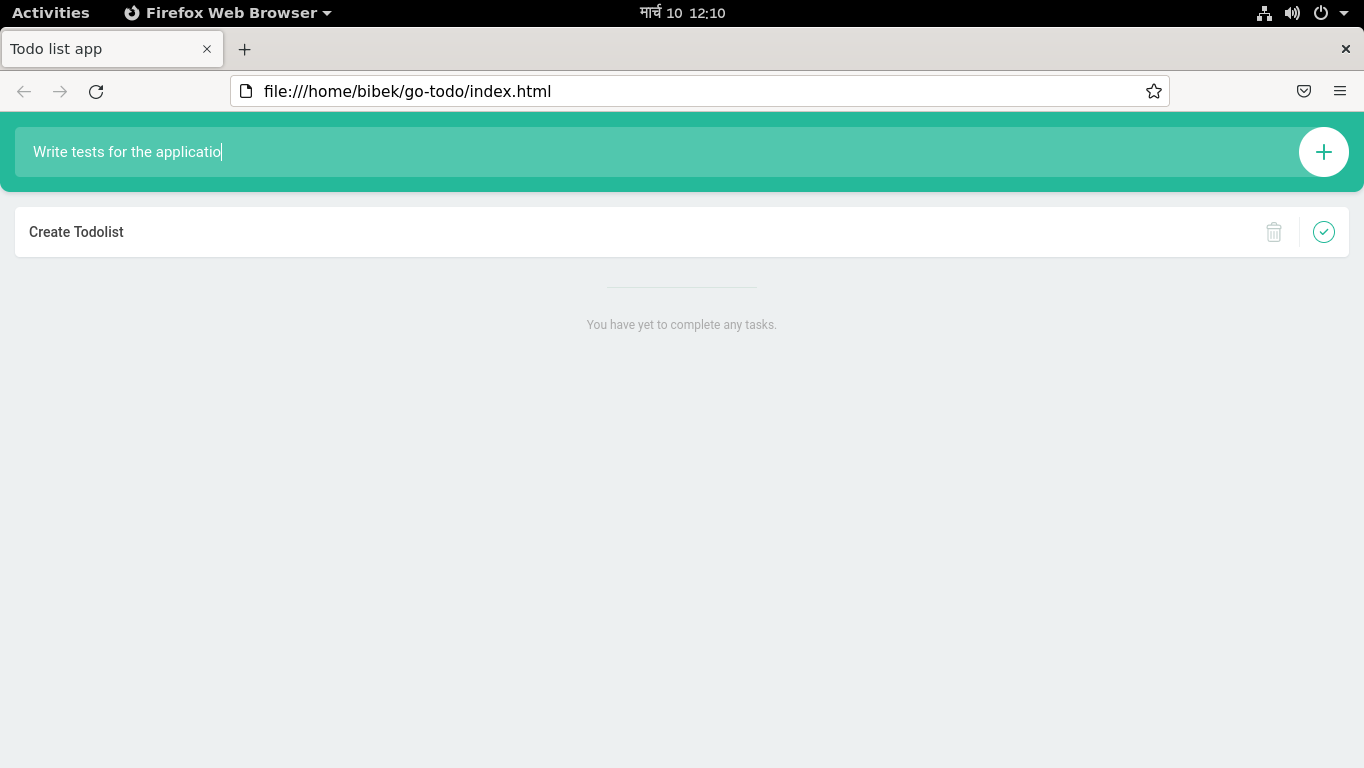 Activities Firefox Web Browser मार्च 10 12:10
Todo list app
file:///home/bibek/go-todo/index.html
Write tests for the applicatio
Create Todolist
You have yet to complete any tasks.